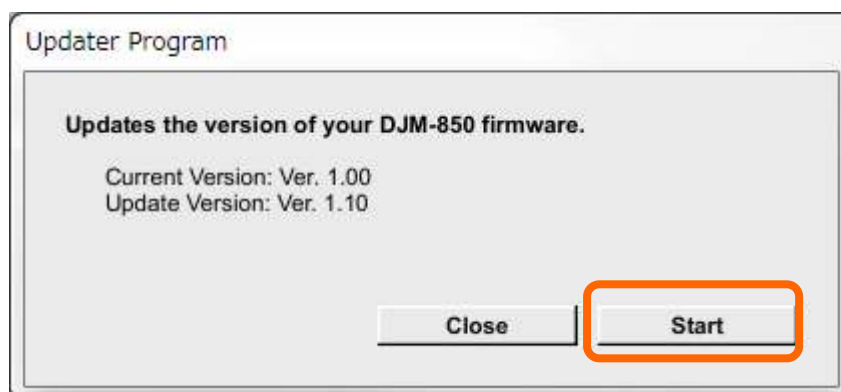 Updater Program
Updates the version of your DJM-850 firmware.
Current Version: Ver. 1.00
Update Version: Ver. 1.10
Close Start